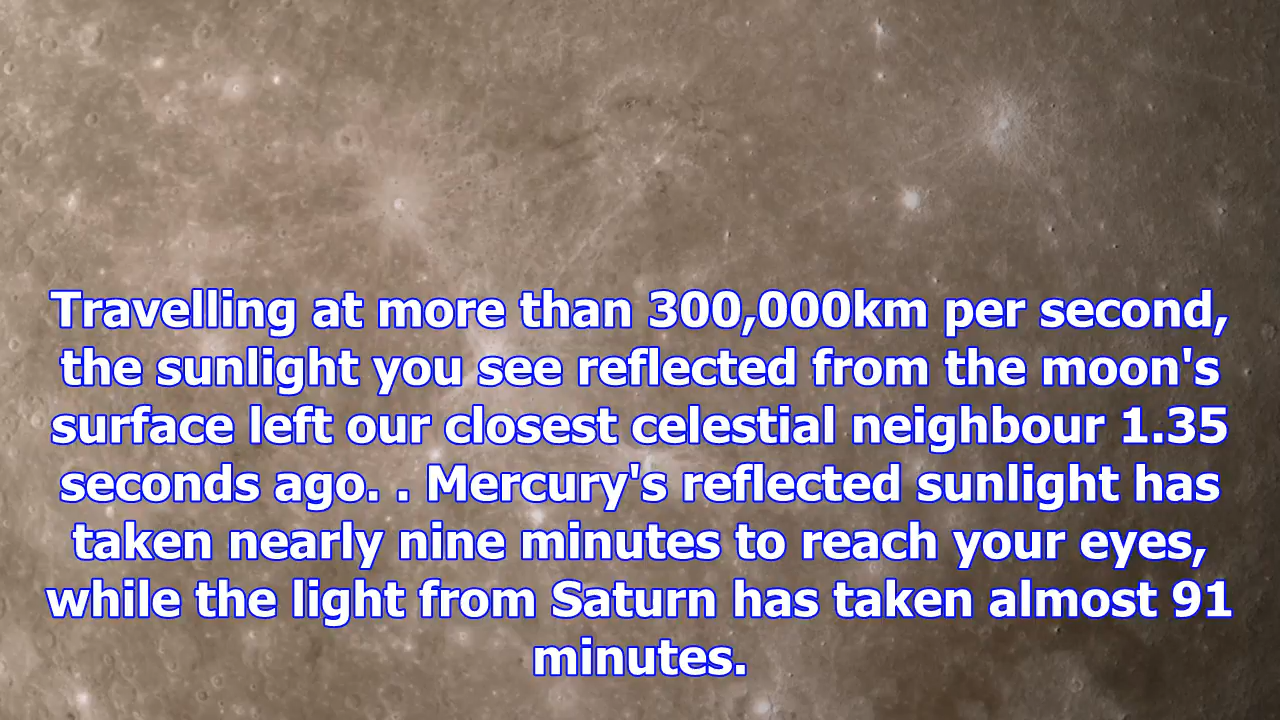 Travelling at more than 300,000km per second,
the sunlight you see reflected from the moon's
surface left our closest celestial neighbour 1.35
seconds ago. . Mercury's reflected sunlight has
taken nearly nine minutes to reach your eyes,
while the light from Saturn has taken almost 91
minutes.